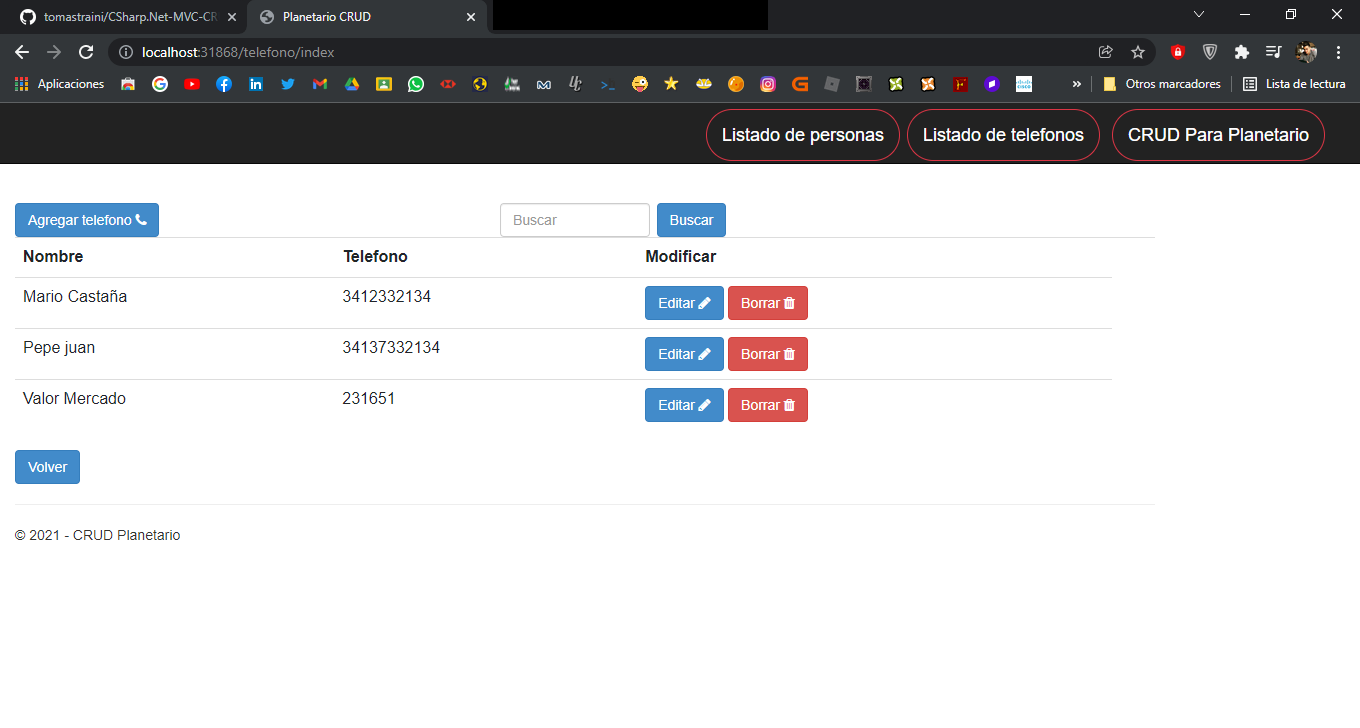 tomastraini/CSharp.Net-MVC-CR
Planetario CRUD
localhost:31868/telefono/index
Aplicaciones
Otros marcadores
Lista de lectura
Listado de personas
Listado de telefonos
CRUD Para Planetario
Agregar telefono
Buscar
Buscar
Nombre Telefono Modificar
Mario Castaña 3412332134 Editar Borrar
Pepe juan 34137332134 Editar Borrar
Valor Mercado 231651 Editar Borrar
Volver
© 2021 - CRUD Planetario